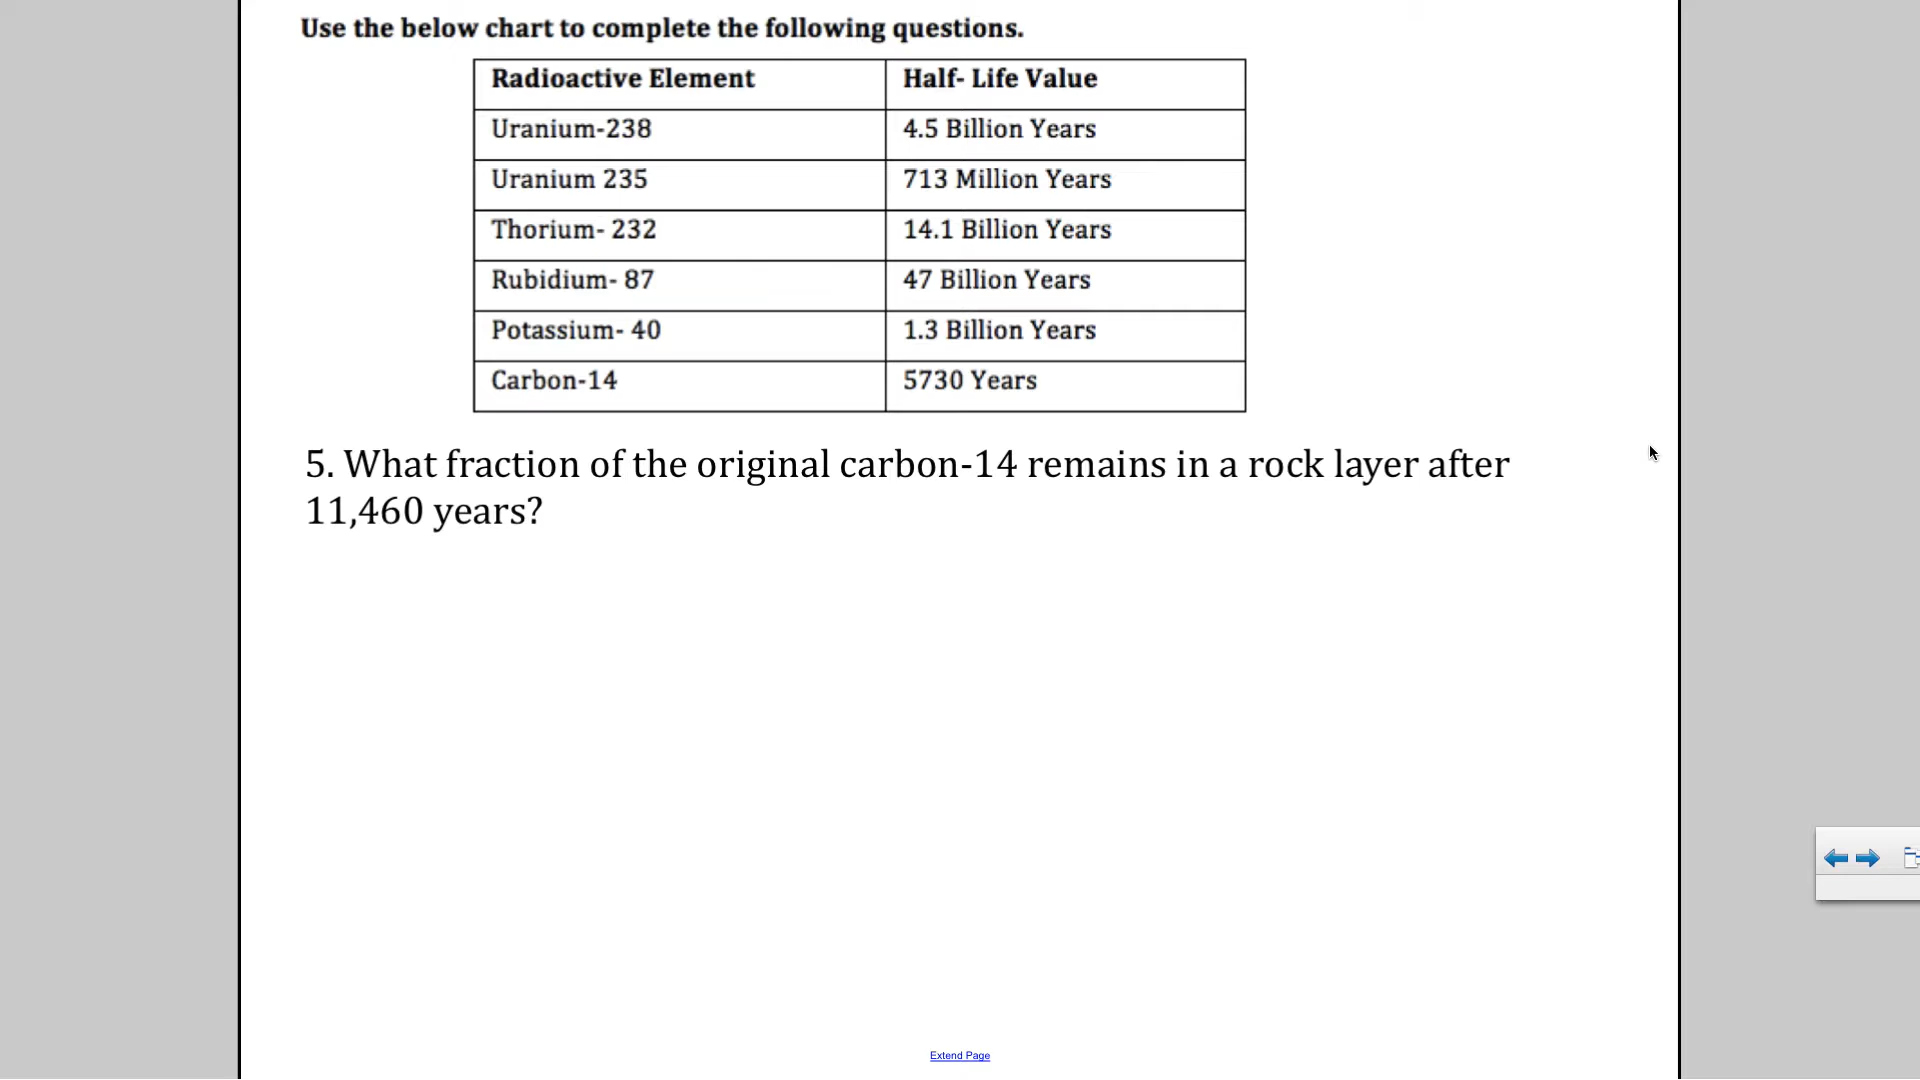 Use the below chart to complete the following questions.
Radioactive Element Half- Life Value
Uranium-238 4.5 Billion Years
Uranium 235 713 Million Years
Thorium- 232 14.1 Billion Years
Rubidium- 87 47 Billion Years
Potassium- 40 1.3 Billion Years
Carbon-14 5730 Years
5. What fraction of the original carbon-14 remains in a rock layer after
11,460 years?
Extend Page